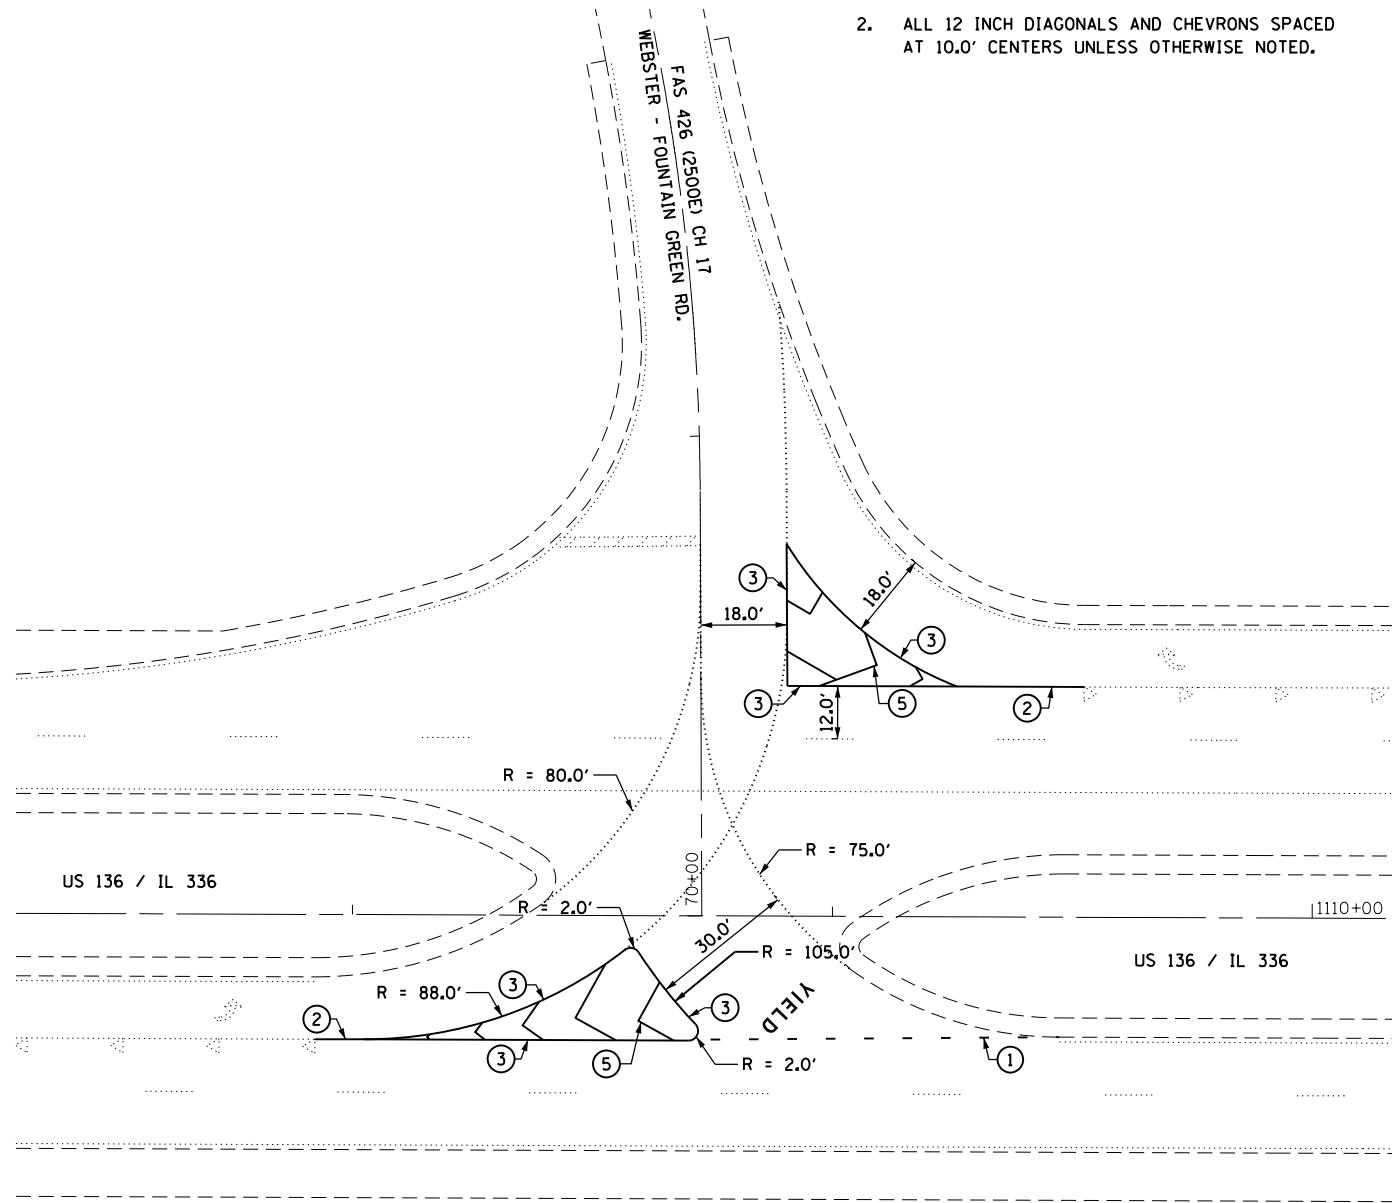 2. ALL 12 INCH DIAGONALS AND CHEVRONS SPACED
AT 10.0' CENTERS UNLESS OTHERWISE NOTED.
FAS 426 (2500E) CH 17
WEBSTER - FOUNTAIN GREEN RD.
3
18.0'
18.0'
3
3
5
2
12.0'
R = 80.0'
R = 75.0'
70+00
US 136 / IL 336
R = 2.0'
1110+00
30.0'
R = 105.0'
US 136 / IL 336
R = 88.0'
3
YIELD
3
2
3
5
R = 2.0'
1